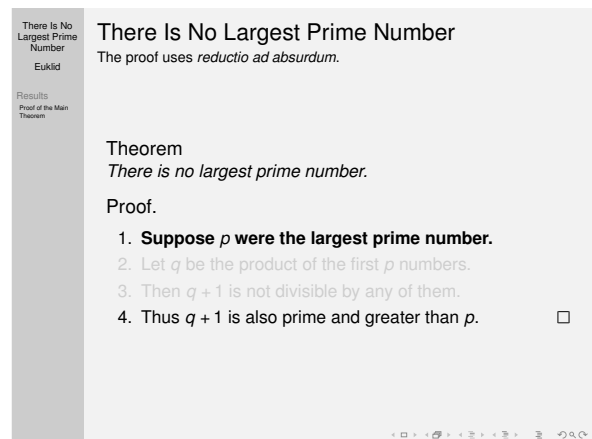 There Is No
Largest Prime
Number
Euklid
Results
Proof of the Main
Theorem
There Is No Largest Prime Number
The proof uses reductio ad absurdum.
Theorem
There is no largest prime number.
Proof.
1. Suppose p were the largest prime number.
2. Let q be the product of the first p numbers.
3. Then q + 1 is not divisible by any of them.
4. Thus q + 1 is also prime and greater than p. □